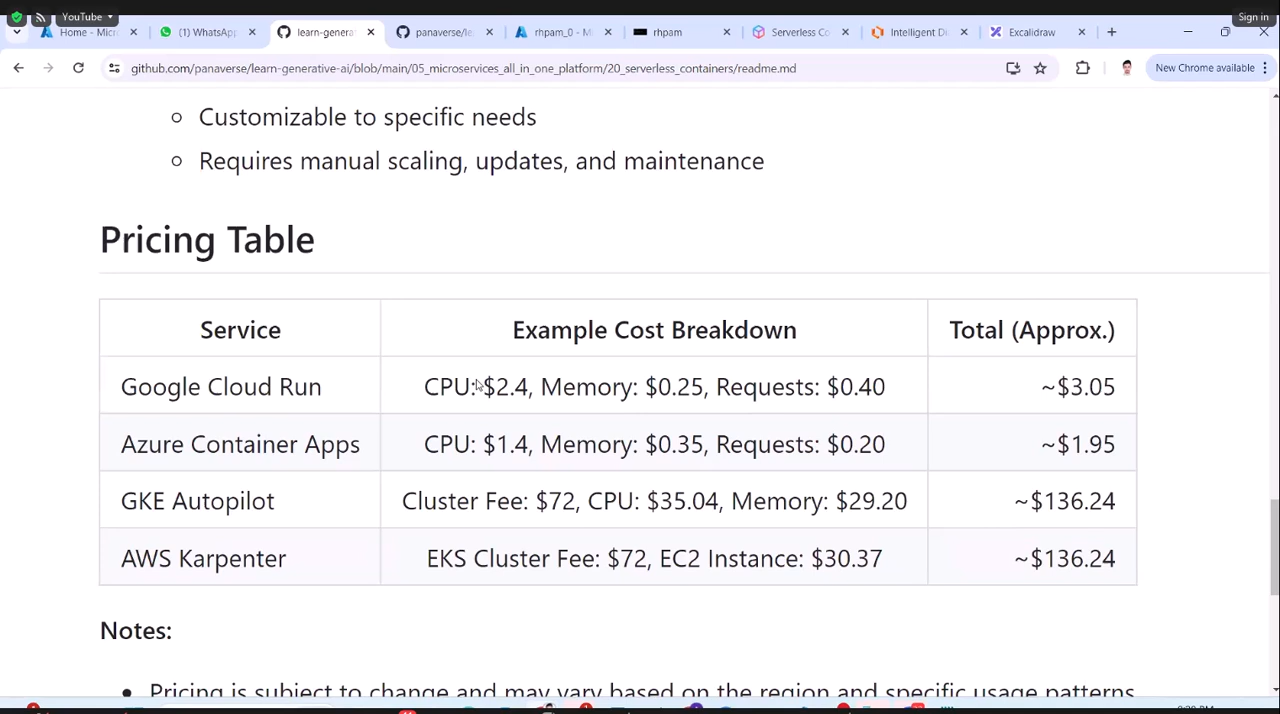 YouTube
Sign in
Home - Micr
(1) WhatsApp
learn-generat
panaverse/le
rhpam_0 - M
rhpam
Serverless Co
Intelligent Di
Excalidraw
github.com/panaverse/learn-generative-ai/blob/main/05_microservices_all_in_one_platform/20_serverless_containers/readme.md
New Chrome available
Customizable to specific needs
Requires manual scaling, updates, and maintenance
Pricing Table
Service Example Cost Breakdown Total (Approx.)
Google Cloud Run CPU: $2.4, Memory: $0.25, Requests: $0.40 ~$3.05
Azure Container Apps CPU: $1.4, Memory: $0.35, Requests: $0.20 ~$1.95
GKE Autopilot Cluster Fee: $72, CPU: $35.04, Memory: $29.20 ~$136.24
AWS Karpenter EKS Cluster Fee: $72, EC2 Instance: $30.37 ~$136.24
Notes:
Pricing is subject to change and may vary based on the region and specific usage patterns